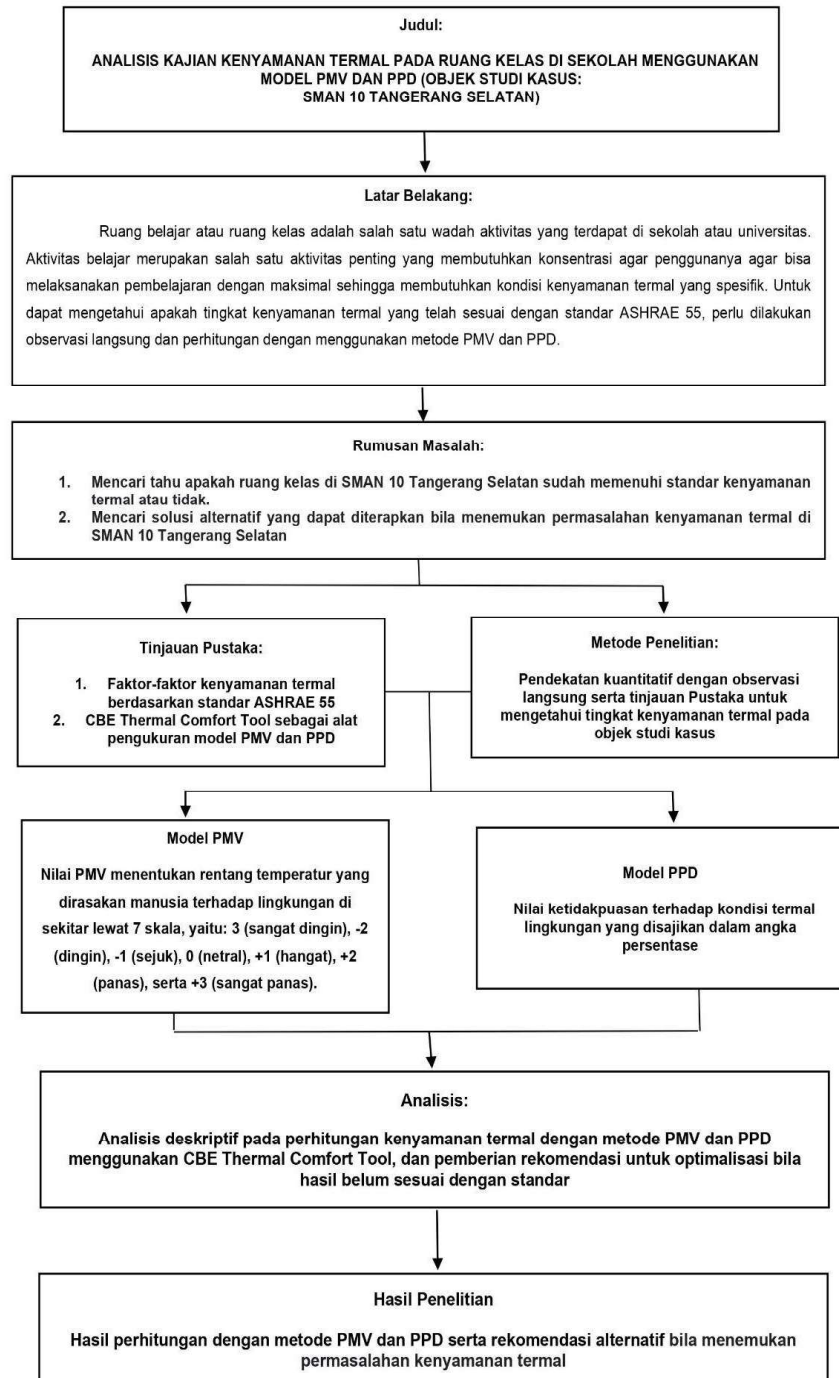 Judul:
ANALISIS KAJIAN KENYAMANAN TERMAL PADA RUANG KELAS DI SEKOLAH MENGGUNAKAN
MODEL PMV DAN PPD (OBJEK STUDI KASUS:
SMAN 10 TANGERANG SELATAN)
Latar Belakang:
Ruang belajar atau ruang kelas adalah salah satu wadah aktivitas yang terdapat di sekolah atau universitas.
Aktivitas belajar merupakan salah satu aktivitas penting yang membutuhkan konsentrasi agar penggunanya agar bisa
melaksanakan pembelajaran dengan maksimal sehingga membutuhkan kondisi kenyamanan termal yang spesifik. Untuk
dapat mengetahui apakah tingkat kenyamanan termal yang telah sesuai dengan standar ASHRAE 55, perlu dilakukan
observasi langsung dan perhitungan dengan menggunakan metode PMV dan PPD.
Rumusan Masalah:
1. Mencari tahu apakah ruang kelas di SMAN 10 Tangerang Selatan sudah memenuhi standar kenyamanan
termal atau tidak.
2. Mencari solusi alternatif yang dapat diterapkan bila menemukan permasalahan kenyamanan termal di
SMAN 10 Tangerang Selatan
Tinjauan Pustaka:
1. Faktor-faktor kenyamanan termal
berdasarkan standar ASHRAE 55
2. CBE Thermal Comfort Tool sebagai alat
pengukuran model PMV dan PPD
Metode Penelitian:
Pendekatan kuantitatif dengan observasi
langsung serta tinjauan Pustaka untuk
mengetahui tingkat kenyamanan termal pada
objek studi kasus
Model PMV
Nilai PMV menentukan rentang temperatur yang
dirasakan manusia terhadap lingkungan di
sekitar lewat 7 skala, yaitu: 3 (sangat dingin), -2
(dingin), -1 (sejuk), 0 (netral), +1 (hangat), +2
(panas), serta +3 (sangat panas).
Model PPD
Nilai ketidakpuasan terhadap kondisi termal
lingkungan yang disajikan dalam angka
persentase
Analisis:
Analisis deskriptif pada perhitungan kenyamanan termal dengan metode PMV dan PPD
menggunakan CBE Thermal Comfort Tool, dan pemberian rekomendasi untuk optimalisasi bila
hasil belum sesuai dengan standar
Hasil Penelitian
Hasil perhitungan dengan metode PMV dan PPD serta rekomendasi alternatif bila menemukan
permasalahan kenyamanan termal